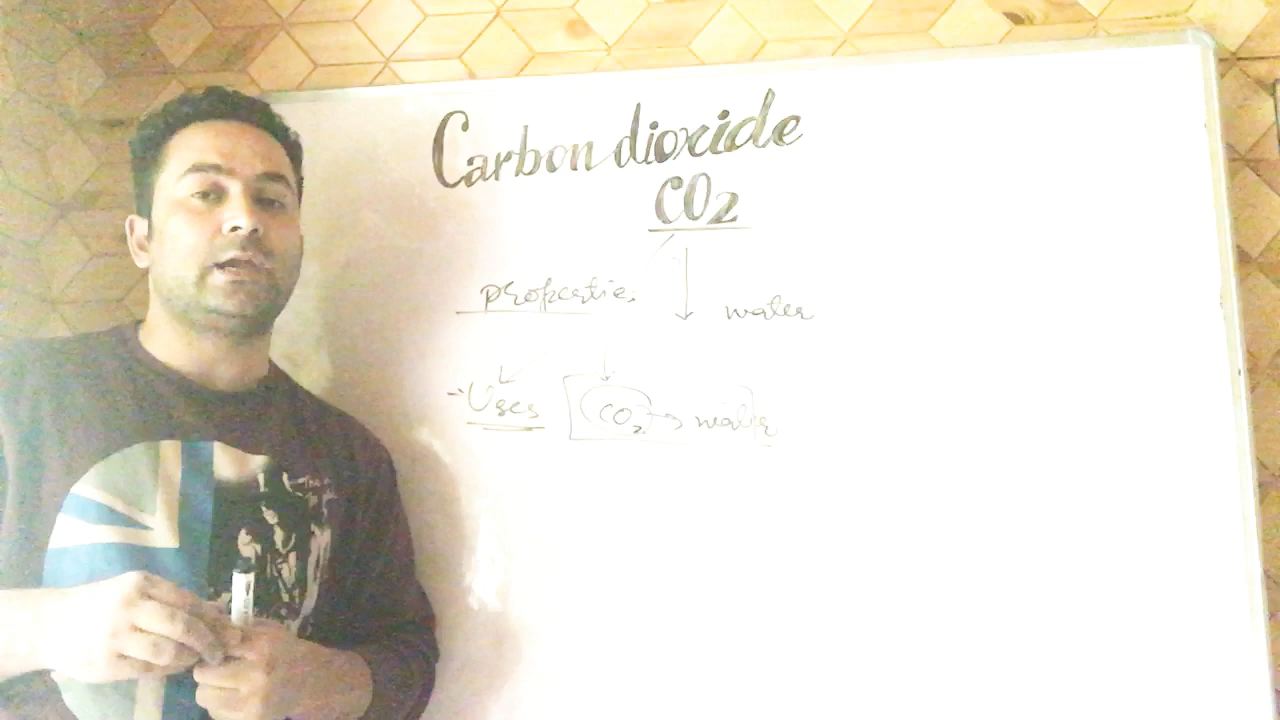 Carbon dioxide
CO2
properties water
Uses CO2 → water